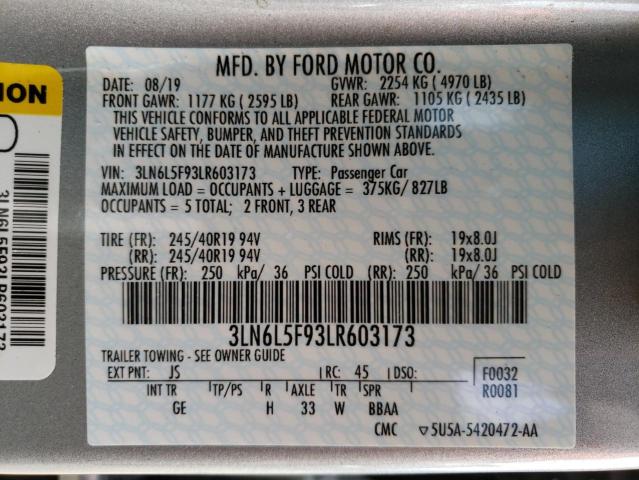 MFD. BY FORD MOTOR CO.
DATE: 08/19 GVWR: 2254 KG (4970 LB)
FRONT GAWR: 1177 KG (2595 LB) REAR GAWR: 1105 KG (2435 LB)
THIS VEHICLE CONFORMS TO ALL APPLICABLE FEDERAL MOTOR
VEHICLE SAFETY, BUMPER, AND THEFT PREVENTION STANDARDS
IN EFFECT ON THE DATE OF MANUFACTURE SHOWN ABOVE.
VIN: 3LN6L5F93LR603173 TYPE: Passenger Car
MAXIMUM LOAD = OCCUPANTS + LUGGAGE = 375KG/ 827LB
OCCUPANTS = 5 TOTAL; 2 FRONT, 3 REAR
TIRE (FR): 245/40R19 94V RIMS (FR): 19x8.0J
(RR): 245/40R19 94V (RR): 19x8.0J
PRESSURE (FR): 250 kPa/ 36 PSI COLD (RR): 250 kPa/ 36 PSI COLD
3LN6L5F93LR603173
TRAILER TOWING - SEE OWNER GUIDE
EXT PNT: JS RC: 45 DSO: F0032
INT TR TP/PS R AXLE TR SPR R0081
GE H 33 W BBAA
CMC ▽5U5A-5420472-AA
ION
3LN6L5F93LR603173